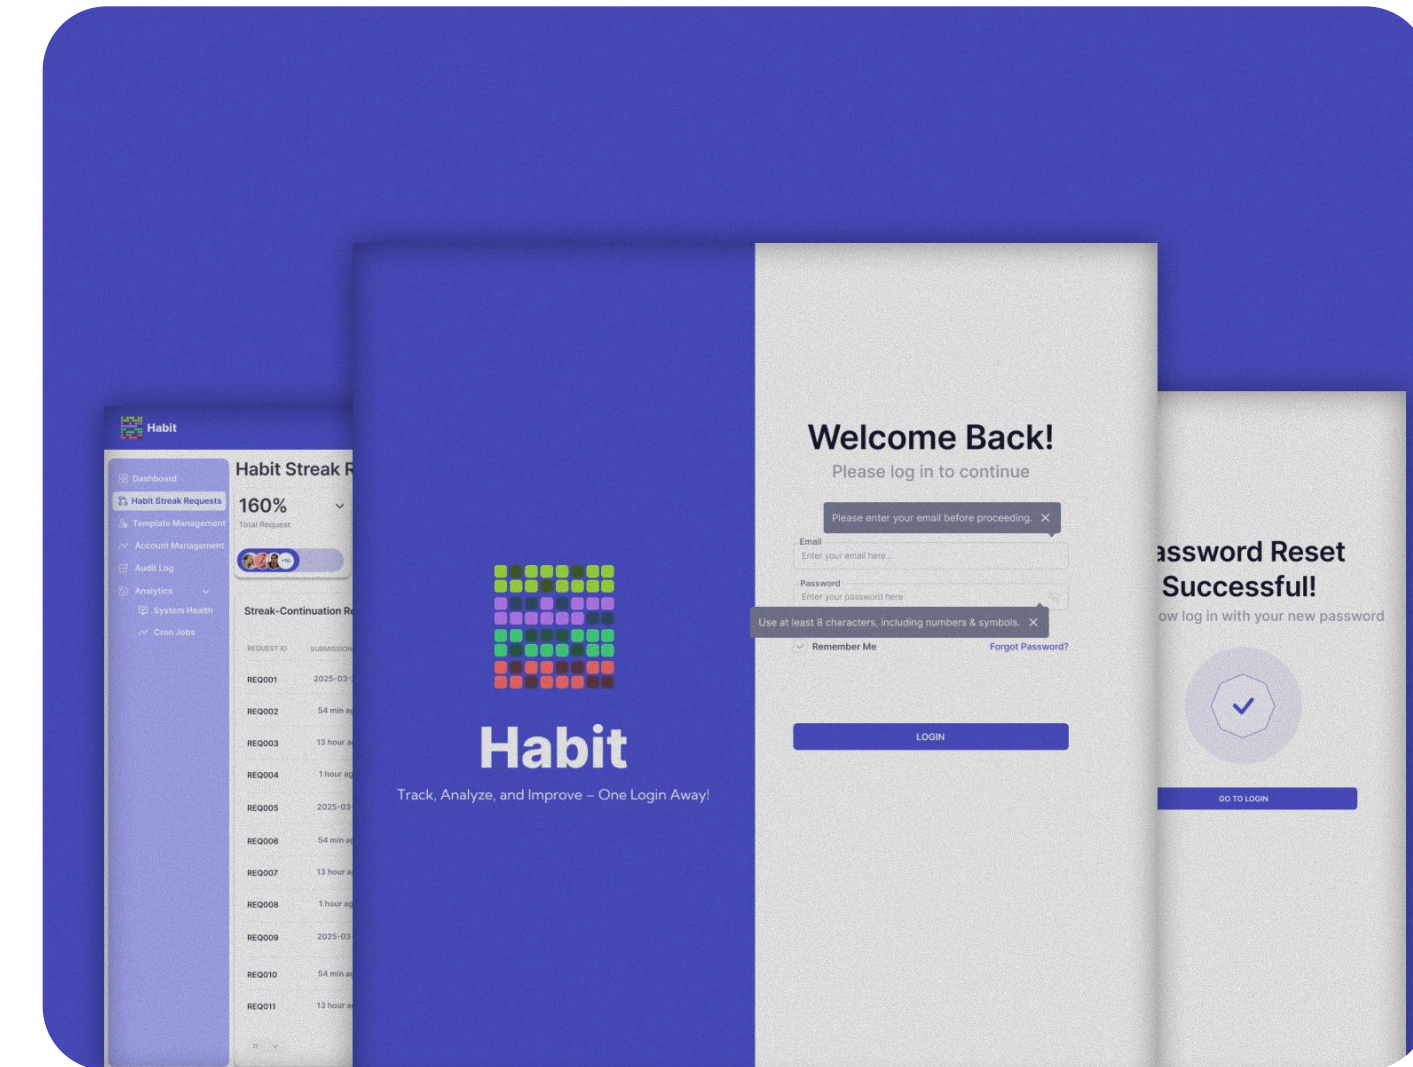 Habit
Dashboard
Habit Streak Requests
Template Management
Account Management
Audit Log
Analytics
System Health
Cron Jobs
Habit Streak R
160%
Total Request
+10
Streak-Continuation Re
REQUEST ID SUBMISSION
REQ001 2025-03-
REQ002 54 min ag
REQ003 13 hour a
REQ004 1 hour ag
REQ005 2025-03-
REQ006 54 min ag
REQ007 13 hour a
REQ008 1 hour ag
REQ009 2025-03-
REQ010 54 min ag
REQ011 13 hour a
Habit
Track, Analyze, and Improve – One Login Away!
Welcome Back!
Please log in to continue
Please enter your email before proceeding.
Email
Enter your email here...
Password
Enter your password here
Use at least 8 characters, including numbers & symbols.
Remember Me
Forgot Password?
LOGIN
assword Reset
Successful!
ow log in with your new password
GO TO LOGIN